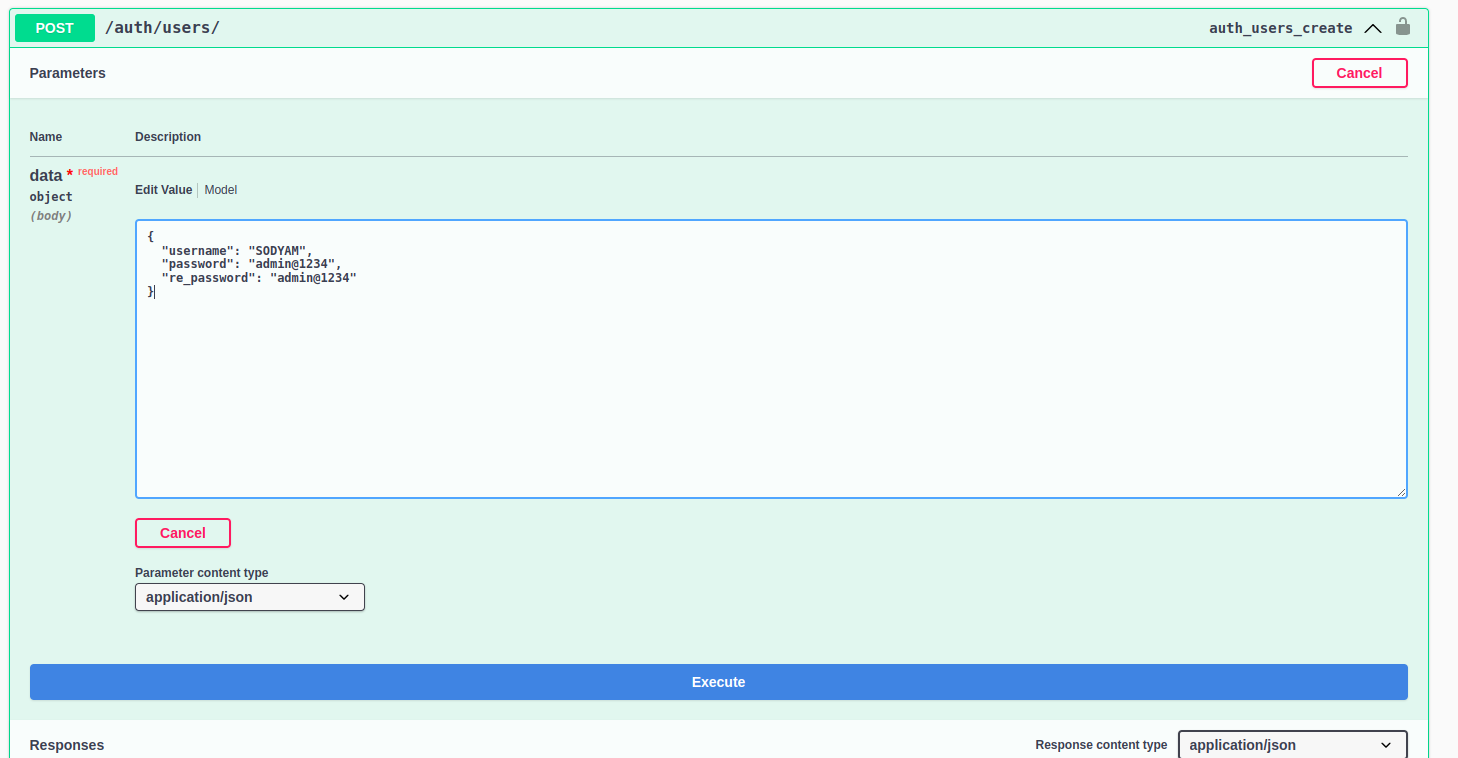 POST /auth/users/ auth_users_create
Parameters Cancel
Name Description
data * required
object
(body)
Edit Value Model
{
"username": "SODYAM",
"password": "admin@1234",
"re_password": "admin@1234"
}
Cancel
Parameter content type
application/json
Execute
Responses Response content type application/json